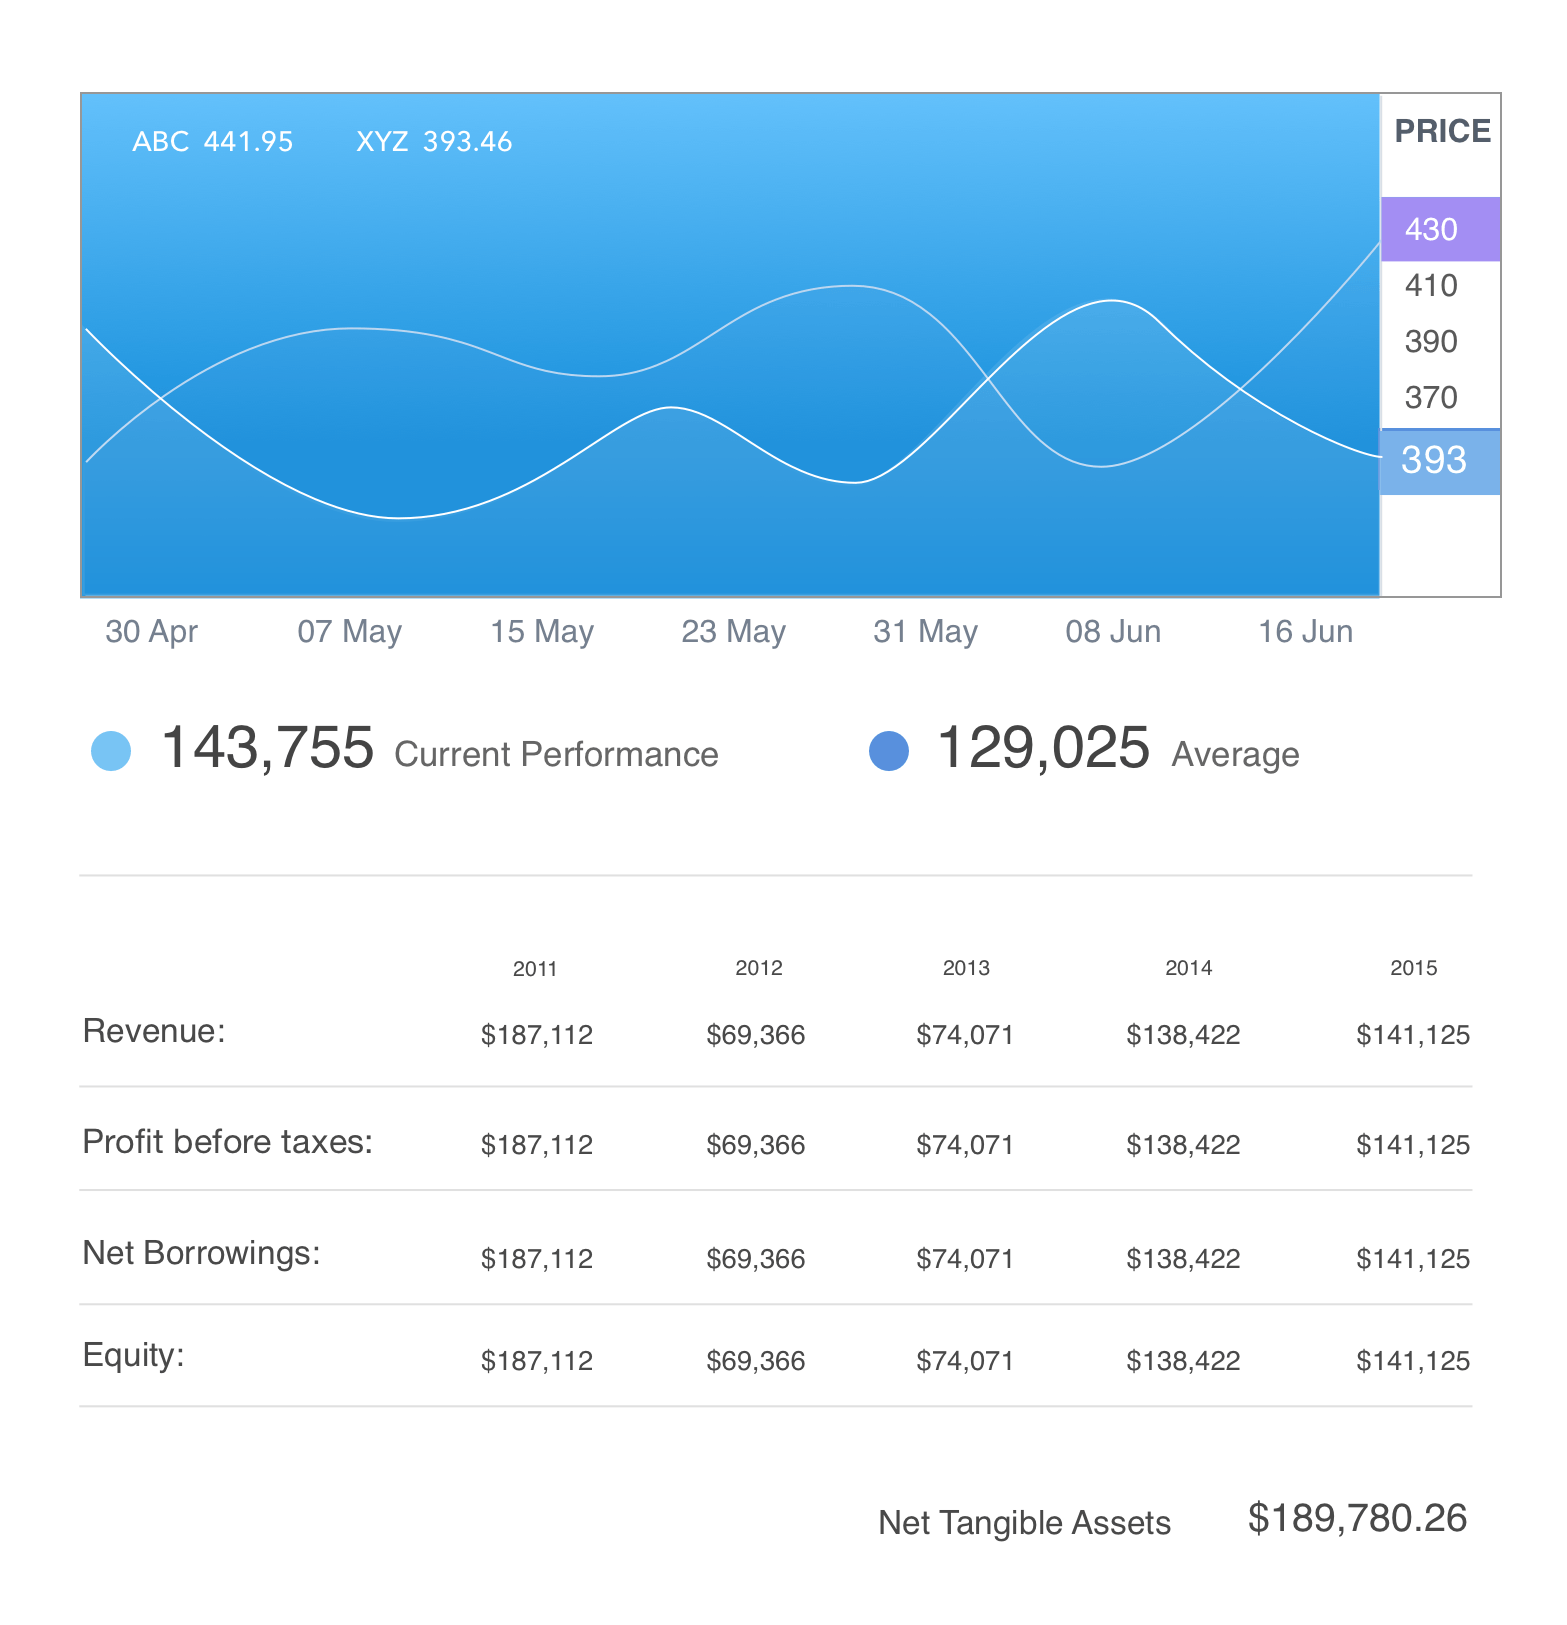 ABC 441.95 XYZ 393.46
PRICE
430
410
390
370
393
30 Apr 07 May 15 May 23 May 31 May 08 Jun 16 Jun
143,755 Current Performance 129,025 Average
2011 2012 2013 2014 2015
Revenue: $187,112 $69,366 $74,071 $138,422 $141,125
Profit before taxes: $187,112 $69,366 $74,071 $138,422 $141,125
Net Borrowings: $187,112 $69,366 $74,071 $138,422 $141,125
Equity: $187,112 $69,366 $74,071 $138,422 $141,125
Net Tangible Assets $189,780.26